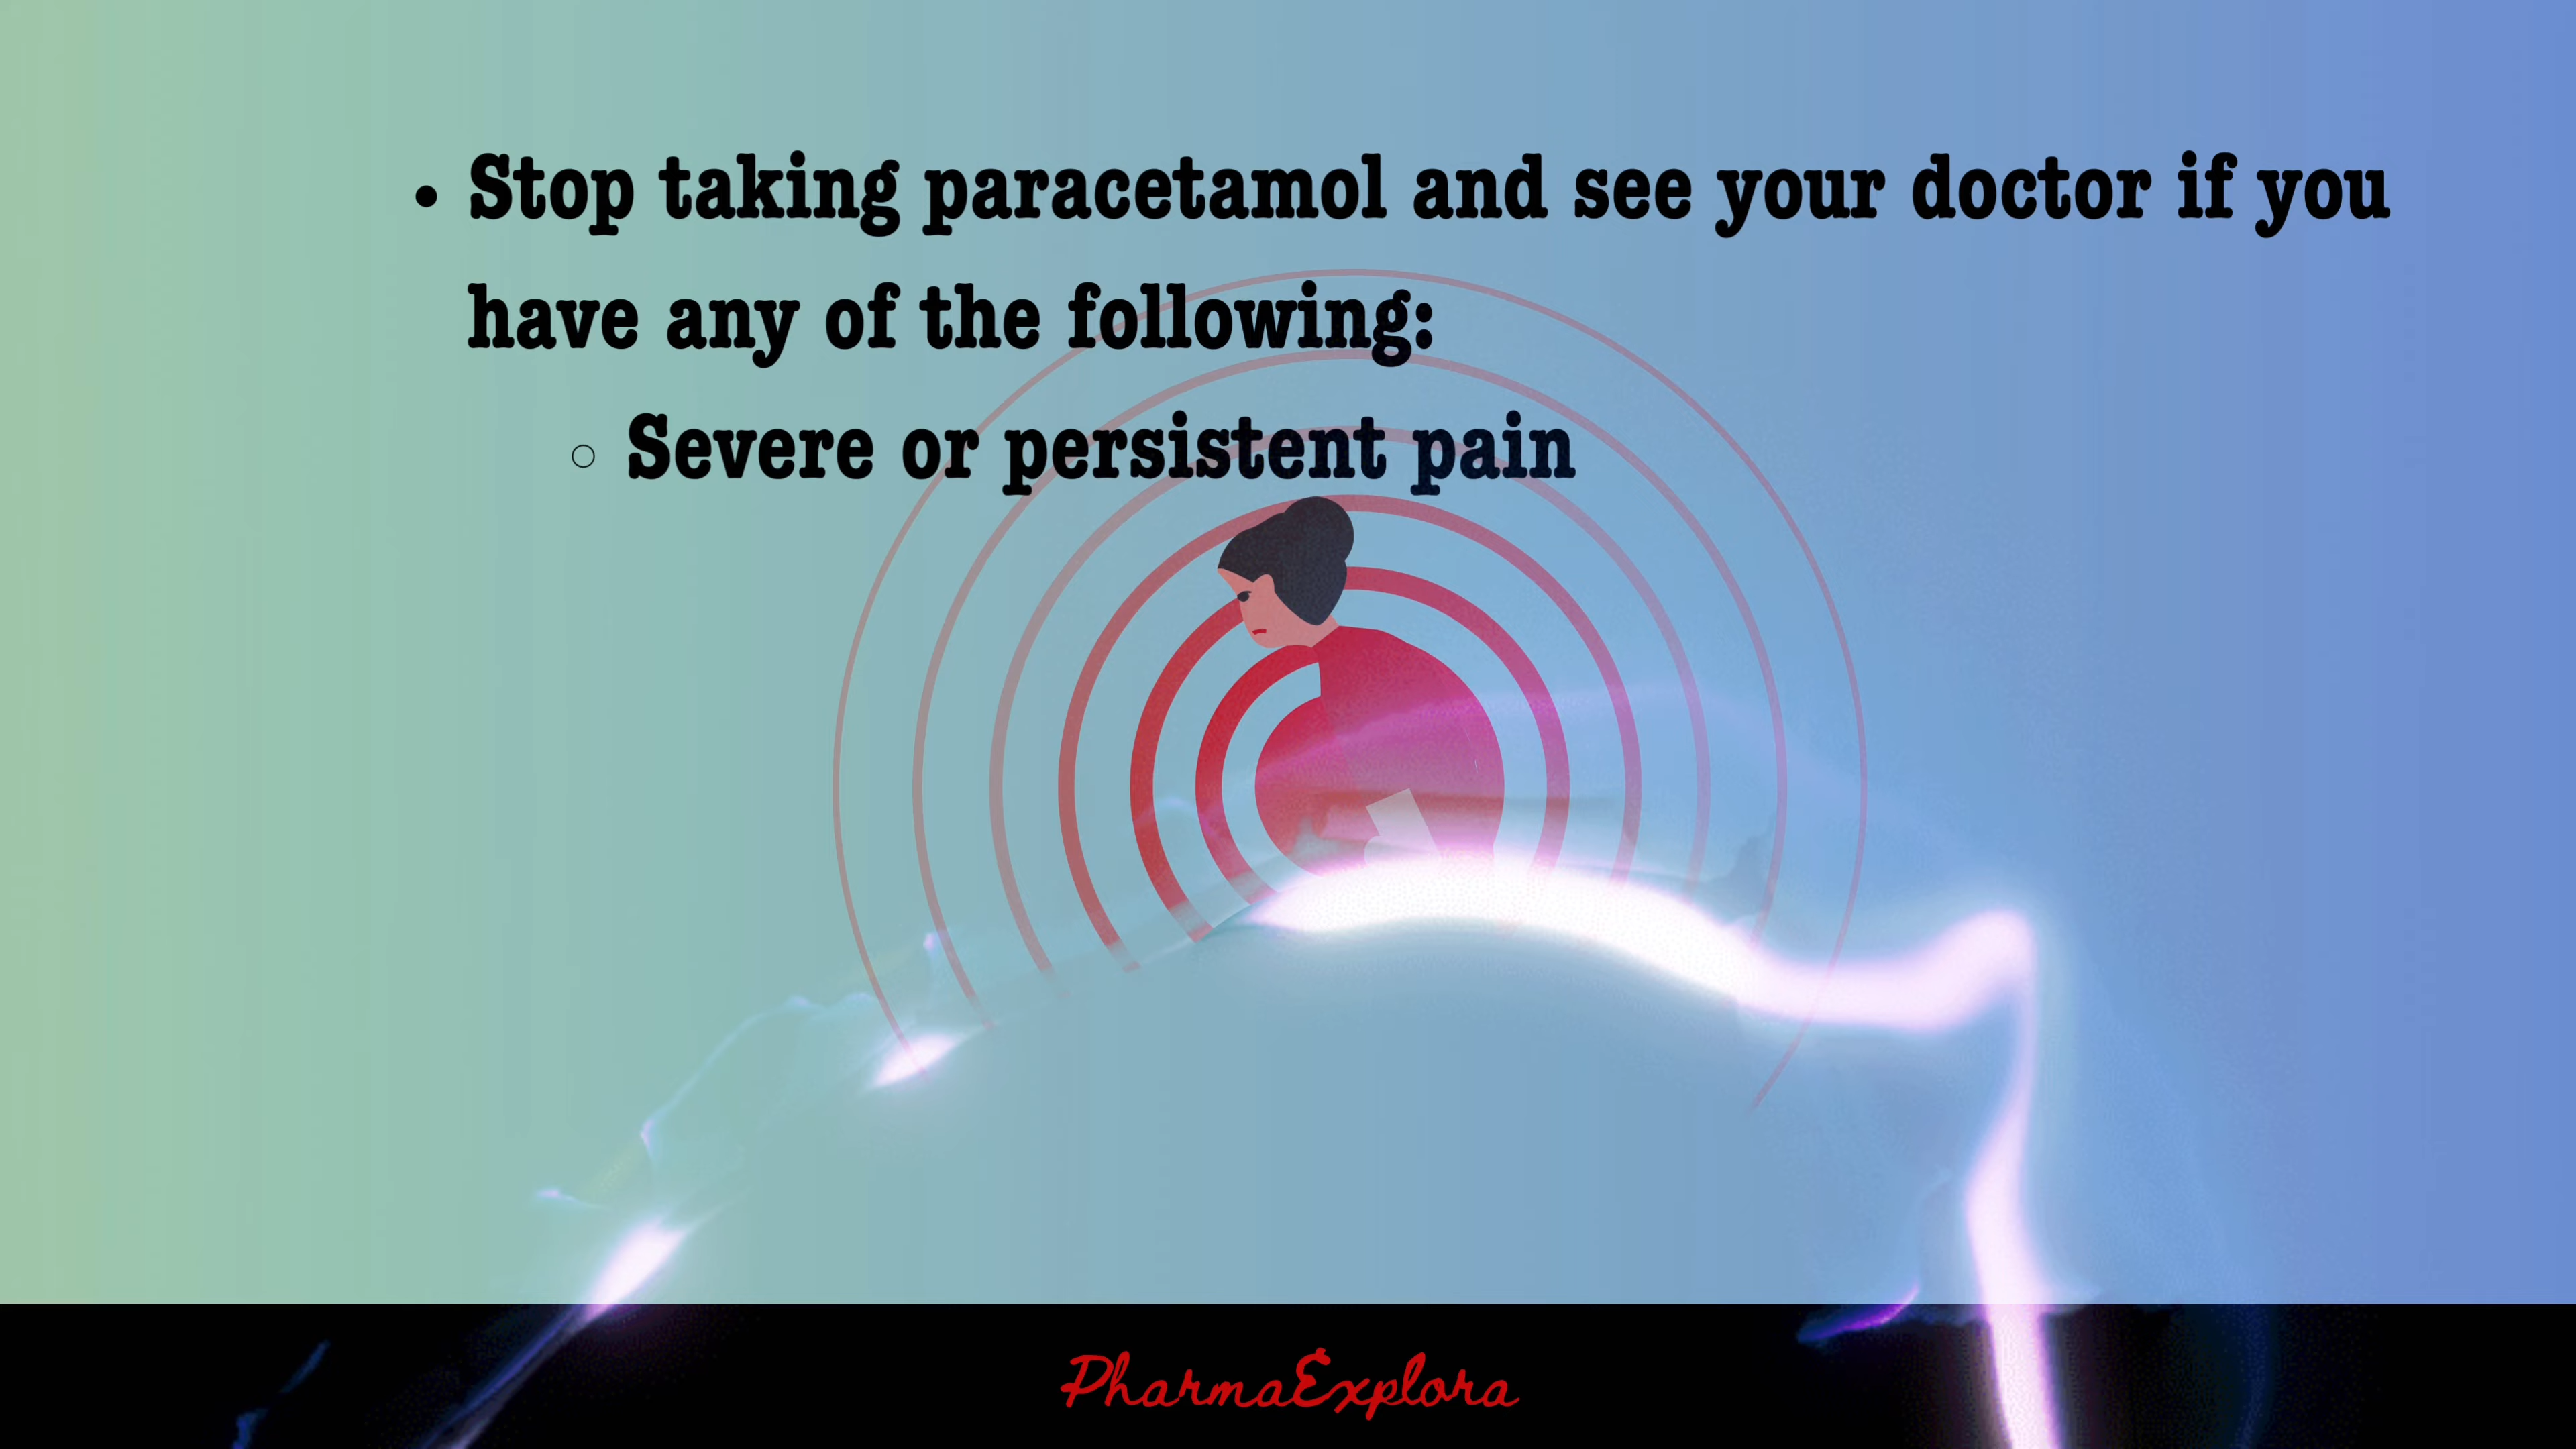 • Stop taking paracetamol and see your doctor if you
have any of the following:
○ Severe or persistent pain
PharmaExplora